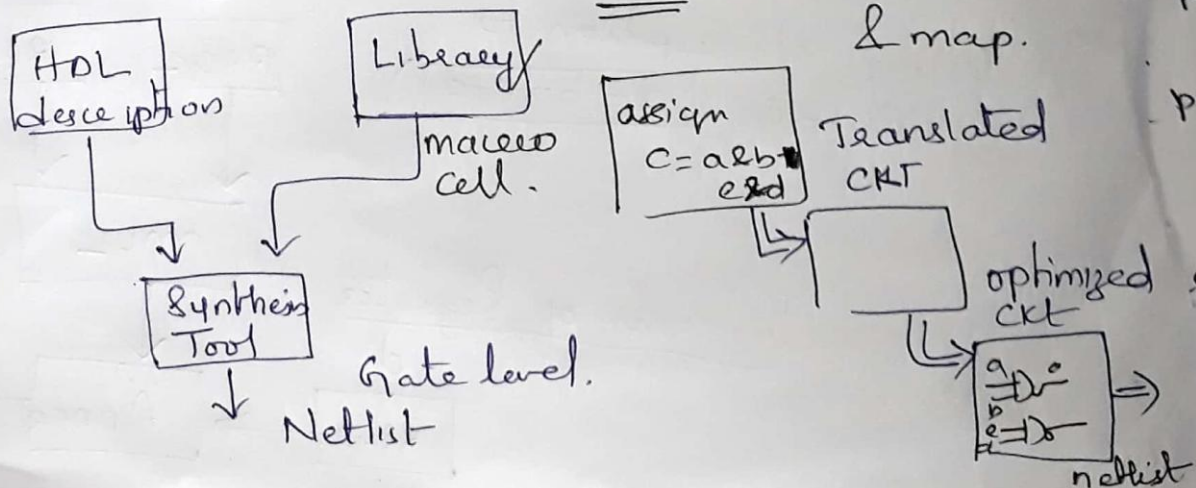 HDL
description
Library
macro
cell.
Synthesis
Tool
Gate level.
Netlist
& map.
assign
c = a&b
e&d
Translated
CKT
optimized
CKT
a
b
e
netlist
p